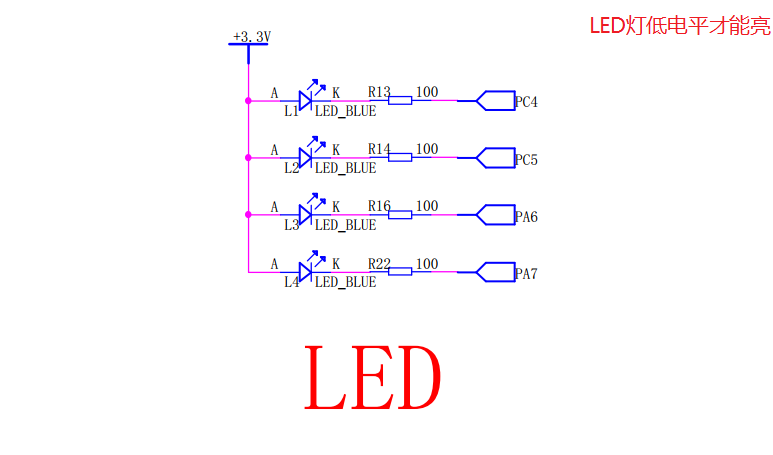 LED灯低电平才能亮
+3.3V
A K R13 100
L1 LED_BLUE PC4
A K R14 100
L2 LED_BLUE PC5
A K R16 100
L3 LED_BLUE PA6
A K R22 100
L4 LED_BLUE PA7
LED